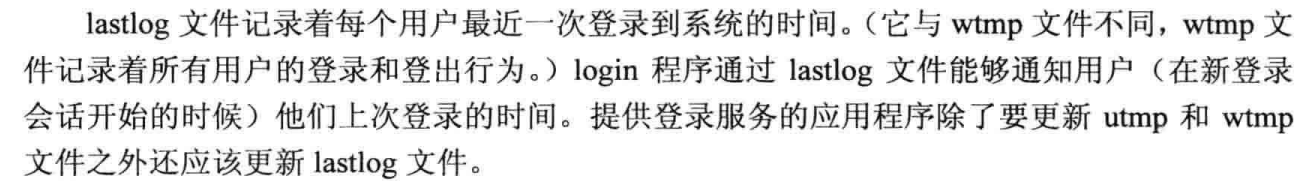 lastlog 文件记录着每个用户最近一次登录到系统的时间。（它与 wtmp 文件不同，wtmp 文
件记录着所有用户的登录和登出行为。）login 程序通过 lastlog 文件能够通知用户（在新登录
会话开始的时候）他们上次登录的时间。提供登录服务的应用程序除了要更新 utmp 和 wtmp
文件之外还应该更新 lastlog 文件。